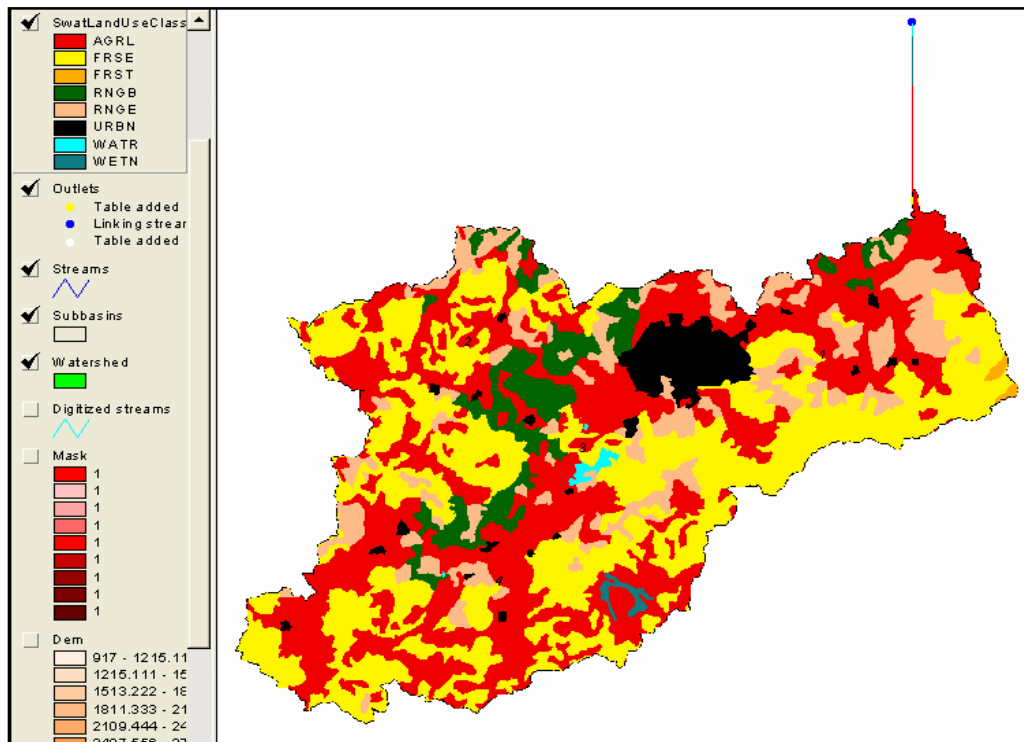 SwatLandUseClass
AGRL
FRSE
FRST
RNGB
RNGE
URBN
WATR
WETN
Outlets
Table added
Linking strear
Table added
Streams
Subbasins
Watershed
Digitized streams
Mask
1
1
1
1
1
1
1
1
1
Dem
917 - 1215.11
1215.111 - 15
1513.222 - 18
1811.333 - 21
2109.444 - 24
2
3